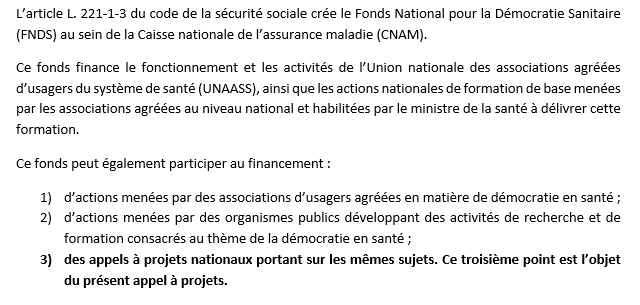 L’article L. 221-1-3 du code de la sécurité sociale crée le Fonds National pour la Démocratie Sanitaire
(FNDS) au sein de la Caisse nationale de l’assurance maladie (CNAM).
Ce fonds finance le fonctionnement et les activités de l’Union nationale des associations agréées
d’usagers du système de santé (UNAASS), ainsi que les actions nationales de formation de base menées
par les associations agréées au niveau national et habilitées par le ministre de la santé à délivrer cette
formation.
Ce fonds peut également participer au financement :
1) d’actions menées par des associations d’usagers agréées en matière de démocratie en santé ;
2) d’actions menées par des organismes publics développant des activités de recherche et de
formation consacrés au thème de la démocratie en santé ;
3) des appels à projets nationaux portant sur les mêmes sujets. Ce troisième point est l’objet
du présent appel à projets.